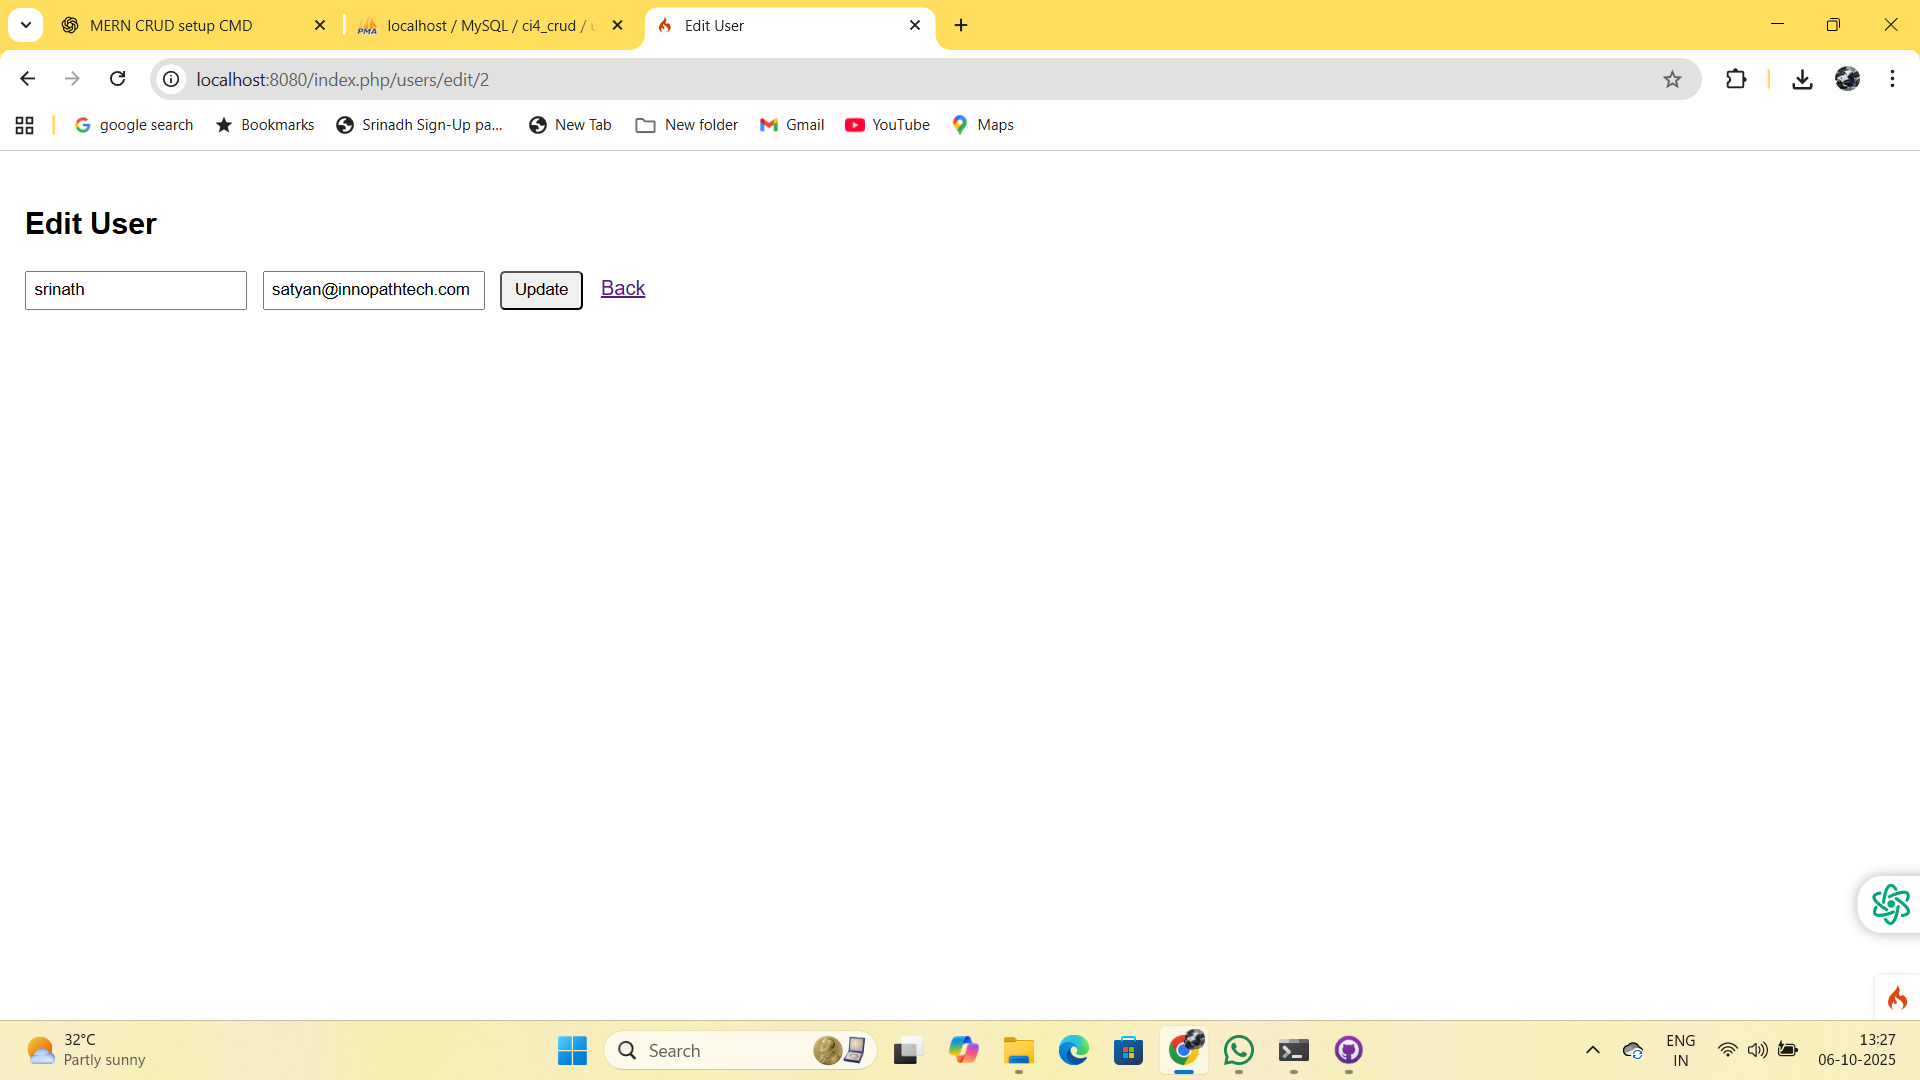 MERN CRUD setup CMD
PMA localhost / MySQL / ci4_crud /
Edit User
localhost:8080/index.php/users/edit/2
google search Bookmarks Srinadh Sign-Up pa... New Tab New folder Gmail YouTube Maps
Edit User
srinath satyan@innopathtech.com Update Back
32°C
Partly sunny
Search
ENG
IN
13:27
06-10-2025